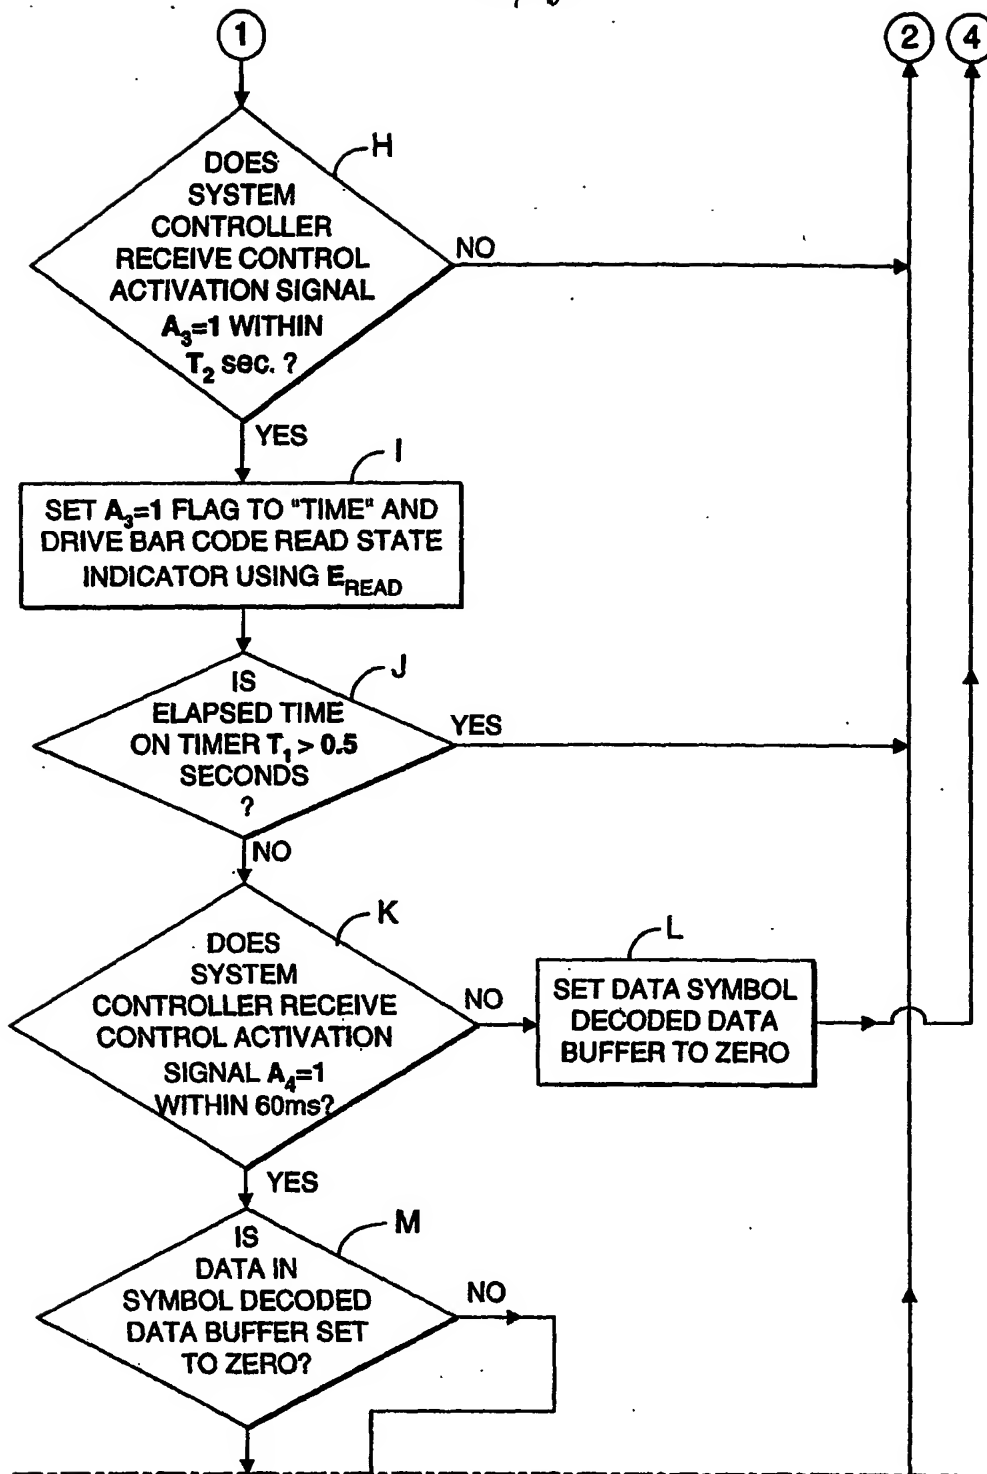 1
2
4
H
DOES
SYSTEM
CONTROLLER
RECEIVE CONTROL
ACTIVATION SIGNAL
A₃=1 WITHIN
T₂ sec. ?
NO
YES
I
SET A₃=1 FLAG TO "TIME" AND
DRIVE BAR CODE READ STATE
INDICATOR USING E_READ
J
IS
ELAPSED TIME
ON TIMER T₁ > 0.5
SECONDS
?
YES
NO
K
DOES
SYSTEM
CONTROLLER RECEIVE
CONTROL ACTIVATION
SIGNAL A₄=1
WITHIN 60ms?
NO
L
SET DATA SYMBOL
DECODED DATA
BUFFER TO ZERO
YES
M
IS
DATA IN
SYMBOL DECODED
DATA BUFFER SET
TO ZERO?
NO